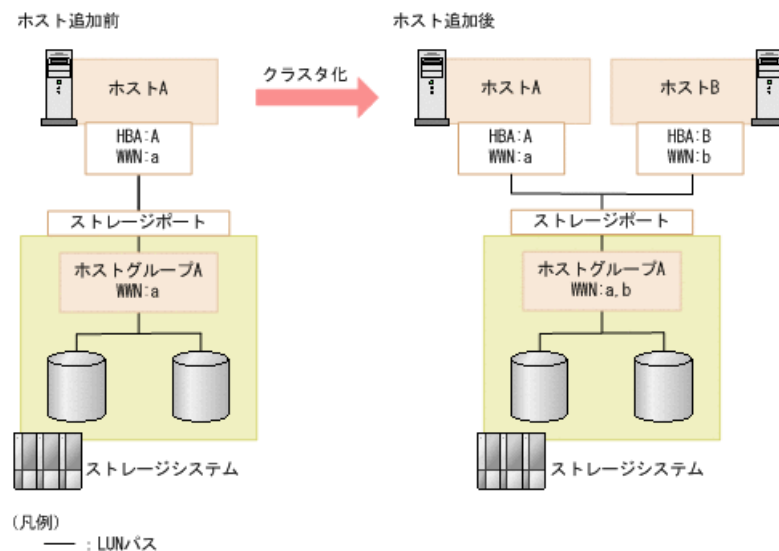 ホスト追加前
ホスト追加後
クラスタ化
ホストA
HBA:A
WWN:a
ストレージポート
ホストグループA
WWN:a
ストレージシステム
ホストA
HBA:A
WWN:a
ホストB
HBA:B
WWN:b
ストレージポート
ホストグループA
WWN:a,b
ストレージシステム
(凡例)
: LUNパス